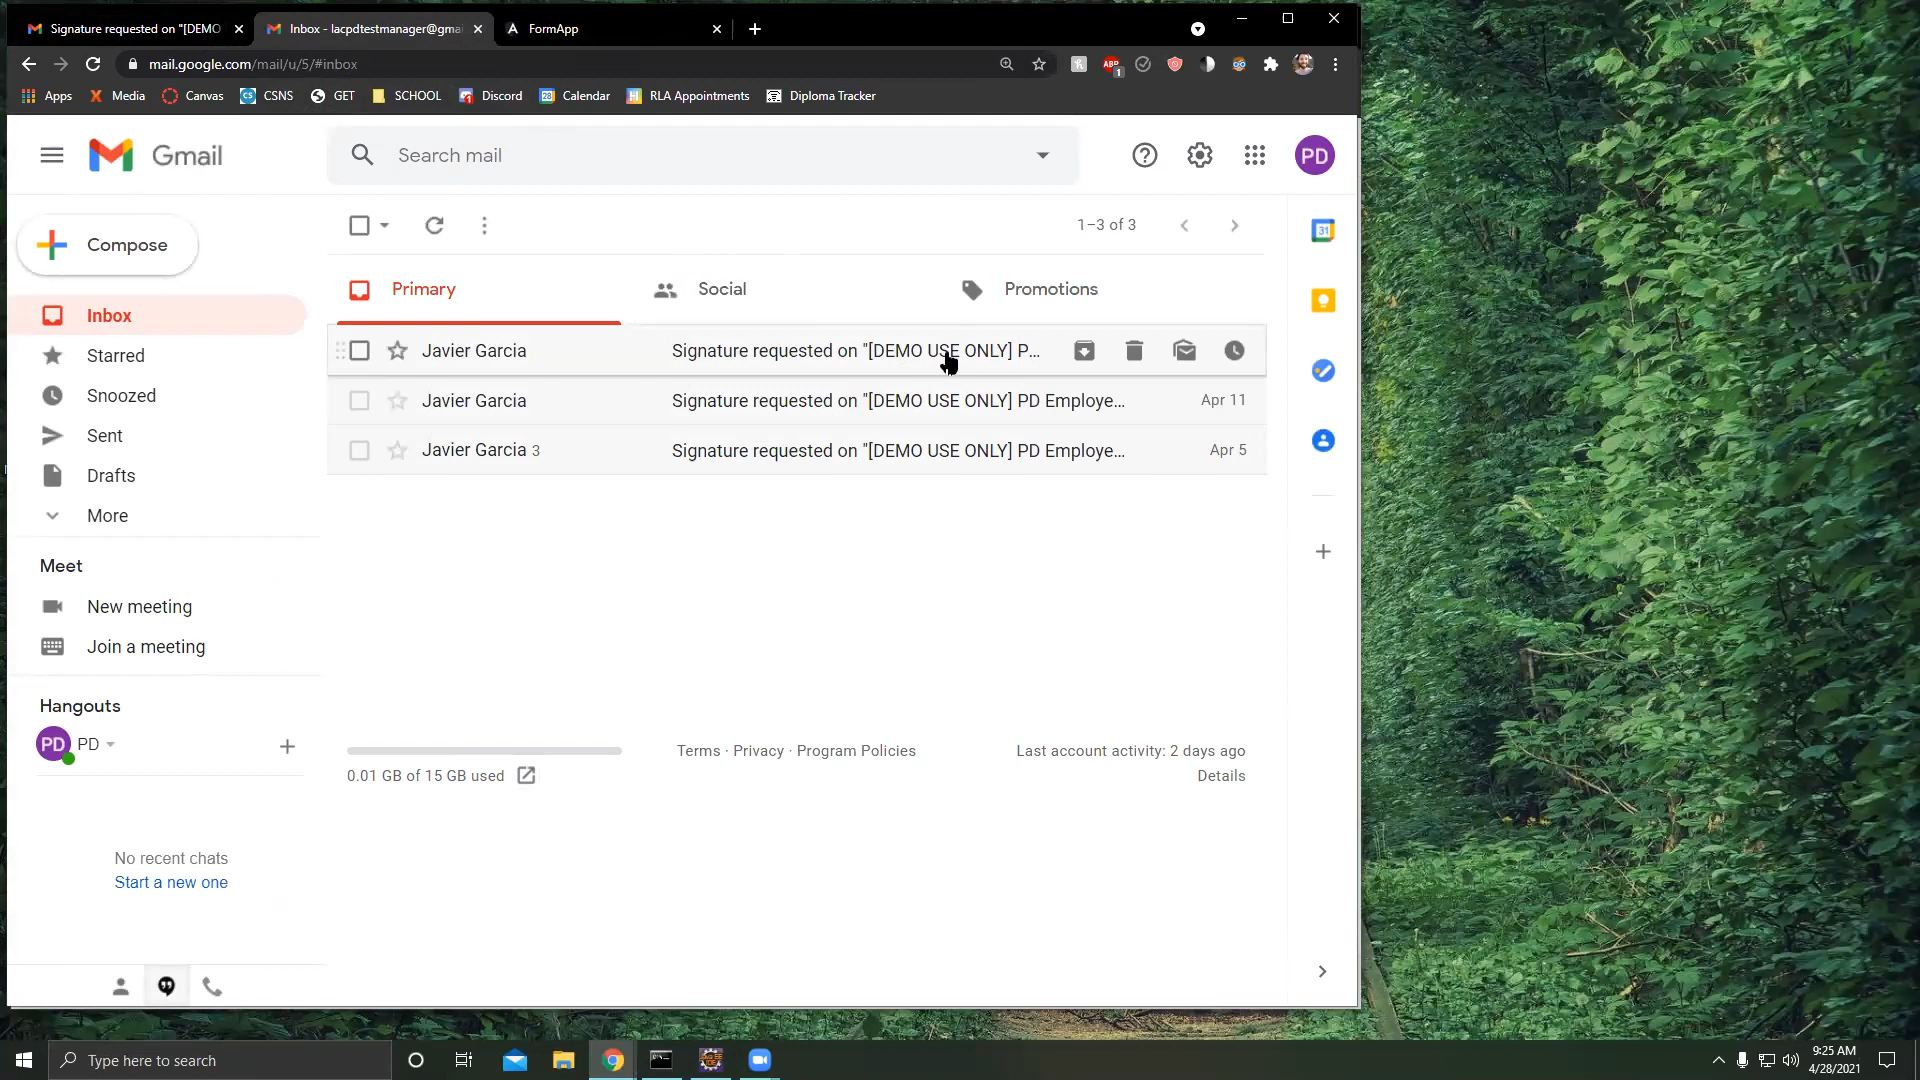 Signature requested on "[DEMO
Inbox - lacpdtestmanager@gma
FormApp
mail.google.com/mail/u/5/#inbox
ABP
1
Apps
Media
Canvas
CS
CSNS
GET
SCHOOL
Discord
28
Calendar
RLA Appointments
Diploma Tracker
Gmail
Search mail
PD
Compose
1–3 of 3
31
Primary
Social
Promotions
Inbox
Starred
Snoozed
Sent
Drafts
More
Javier Garcia
Signature requested on "[DEMO USE ONLY] P...
Javier Garcia
Signature requested on "[DEMO USE ONLY] PD Employe...
Apr 11
Javier Garcia 3
Signature requested on "[DEMO USE ONLY] PD Employe...
Apr 5
Meet
New meeting
Join a meeting
Hangouts
PD
PD
Terms · Privacy · Program Policies
Last account activity: 2 days ago
0.01 GB of 15 GB used
Details
No recent chats
Start a new one
Type here to search
9:25 AM
4/28/2021